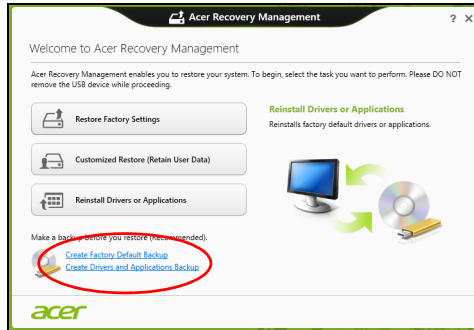 Acer Recovery Management
? X
Welcome to Acer Recovery Management
Acer Recovery Management enables you to restore your system. To begin, select the task you want to perform. Please DO NOT
remove the USB device while proceeding.
Restore Factory Settings
Customized Restore (Retain User Data)
Reinstall Drivers or Applications
Reinstall Drivers or Applications
Reinstalls factory default drivers or applications.
Make a backup before you restore (Recommended).
Create Factory Default Backup
Create Drivers and Applications Backup
acer